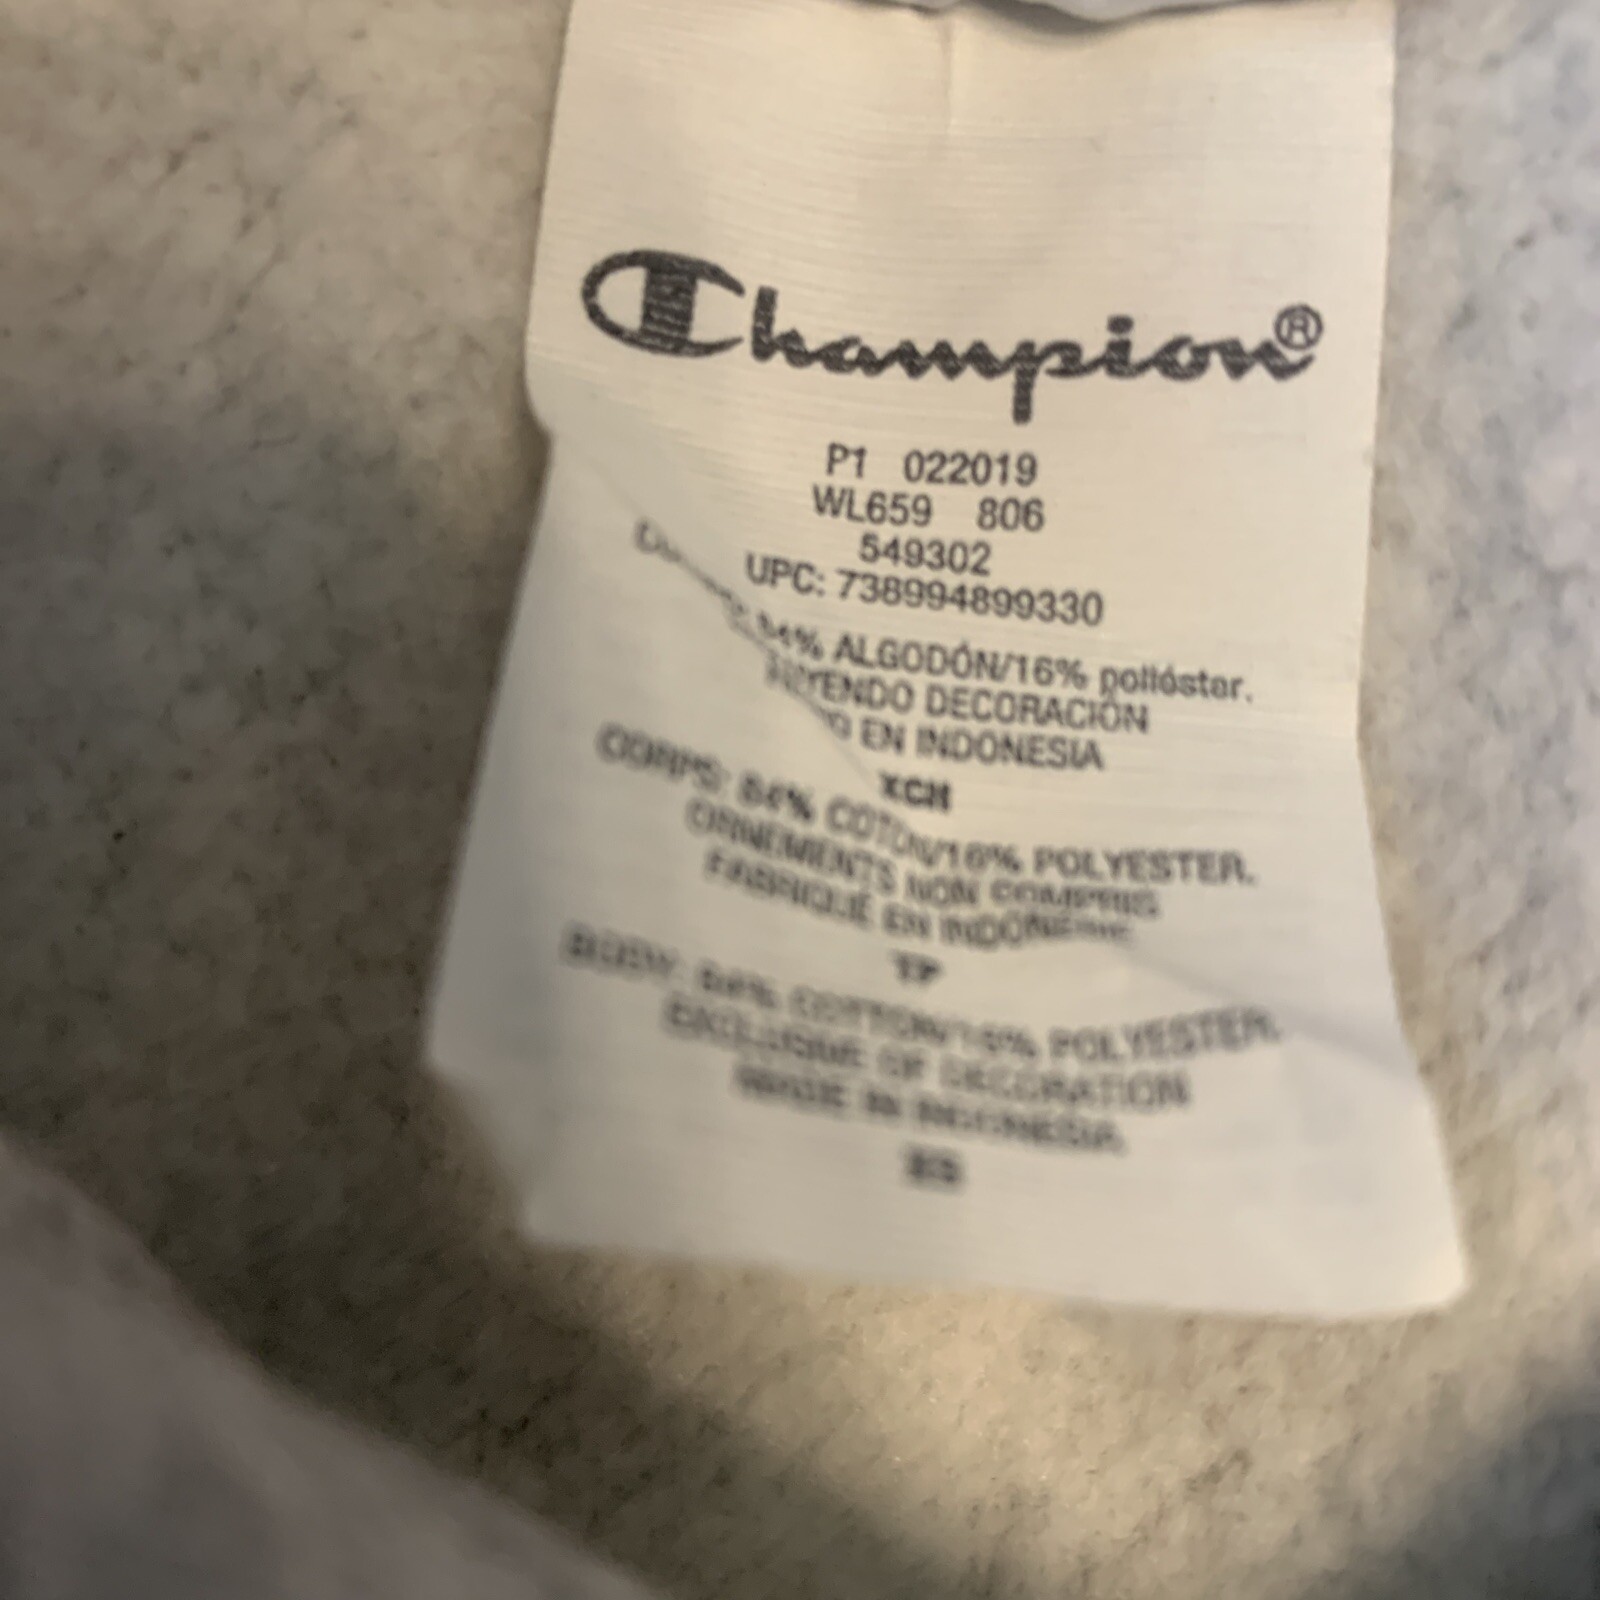 Champion®
P1 022019
WL659 806
549302
UPC: 738994899330
84% ALGODÓN/16% poliéster.
DECORACIÓN
EN INDONESIA
XCH
CORPS: 84% COTON/16% POLYESTER.
ORNEMENTS NON COMPRIS
FABRIQUÉ EN INDONÉSIE
TP
BODY: 84% COTTON/16% POLYESTER.
EXCLUSIVE OF DECORATION
MADE IN INDONESIA
XS